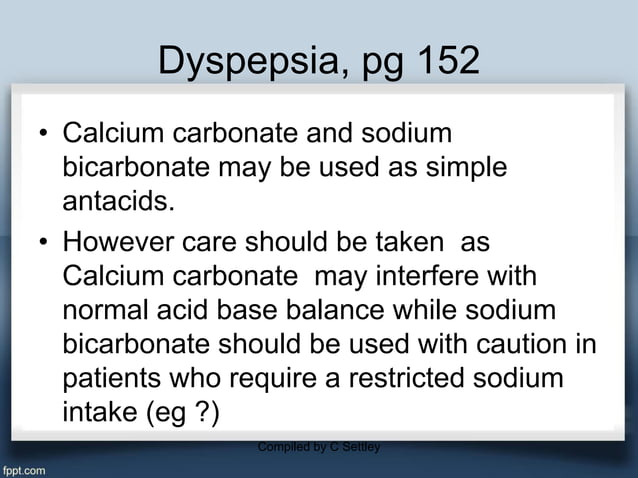 Dyspepsia, pg 152
• Calcium carbonate and sodium
bicarbonate may be used as simple
antacids.
• However care should be taken  as
Calcium carbonate  may interfere with
normal acid base balance while sodium
bicarbonate should be used with caution in
patients who require a restricted sodium
intake (eg ?)
Compiled by C Settley
fppt.com